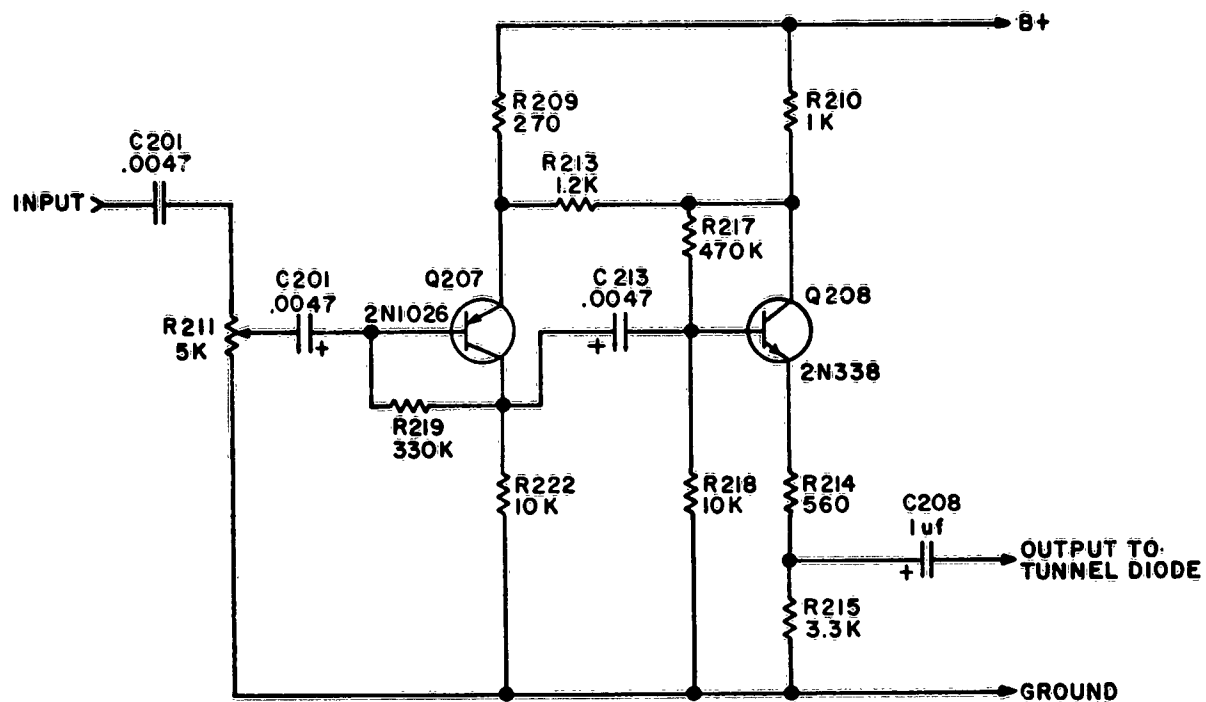 B+
R209
270
R210
1K
C201
.0047
R213
1.2K
INPUT
R217
470K
C201
.0047
+
Q207
2N1026
C213
.0047
+
Q208
2N338
R211
5K
R219
330K
R222
10K
R218
10K
R214
560
C208
1uf
+
OUTPUT TO
TUNNEL DIODE
R215
3.3K
GROUND